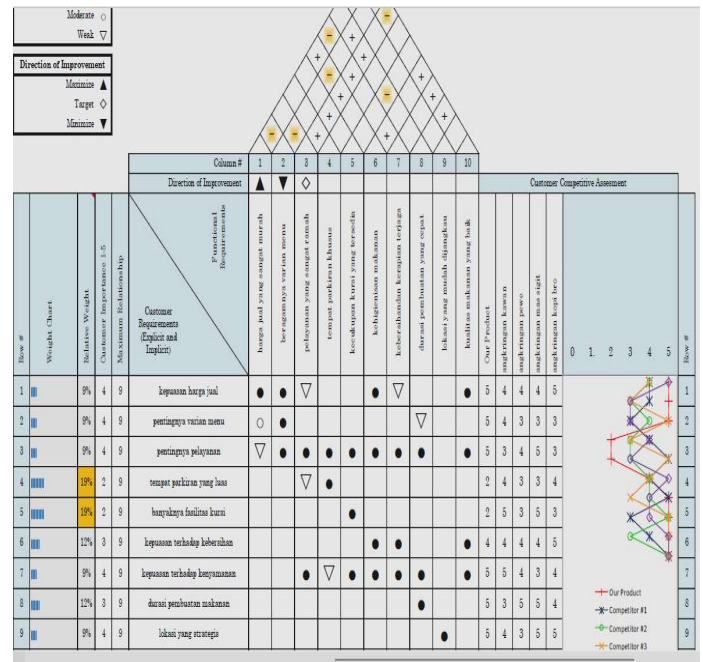 Moderate ○
Weak ▽
Direction of Improvement
Maximize ▲
Target ◇
Minimize ▼
Column # 1 2 3 4 5 6 7 8 9 10
Direction of Improvement ▲ ▼ ◇ Customer Competitive Assesment
Row #
Weight Chart
Relative Weight
Customer Importance 1-5
Maximum Relationship
Functional
Requirements
Customer
Requirements
(Explicit and
Implicit)
harga jual yang sangat murah
beragamnya varian menu
pelayanan yang sangat ramah
tempat parkiran khusus
kecukupan kursi yang tersedia
kehigienisan makanan
kebersihandan kerapian terjaga
durasi pembuatan yang cepat
lokasi yang mudah dijangkau
kualitas makanan yang baik
Our Product
angkringan kawan
angkringan pewe
angkringan mas sigit
angkringan kopi bro
0 1 2 3 4 5
Row #
1 9% 4 9 kepuasan harga jual ● ● ▽ ● ▽ ● 5 4 4 4 5 1
2 9% 4 9 pentingnya varian menu ○ ● ▽ 5 4 3 3 3 2
3 9% 4 9 pentingnya pelayanan ▽ ● ● ● ● ● ● ● ● 5 3 4 5 3 3
4 19% 2 9 tempat parkiran yang luas ▽ ● 2 4 3 3 4 4
5 19% 2 9 banyaknya fasilitas kursi ● 2 5 3 5 3 5
6 12% 3 9 kepuasan terhadap kebersihan ● ● ● 4 4 4 4 5 6
7 9% 4 9 kepuasan terhadap kenyamanan ● ▽ ● ● ● ● ● 5 5 4 3 4 7
8 12% 3 9 durasi pembuatan makanan ● 5 3 5 5 4 8
9 9% 4 9 lokasi yang strategis ● 5 4 3 5 5 9
Our Product
Competitor #1
Competitor #2
Competitor #3